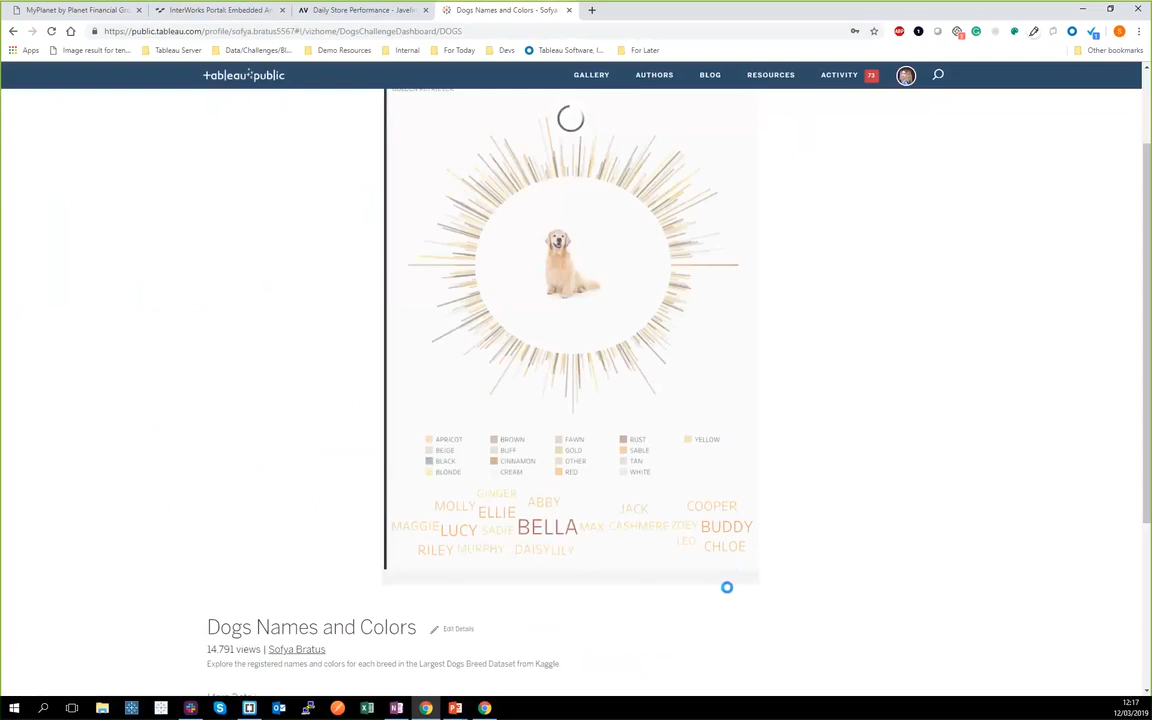 MyPlanet by Planet Financial Gro
InterWorks Portal: Embedded An
Daily Store Performance - Javelin
Dogs Names and Colors - Sofya
https://public.tableau.com/profile/sofya.bratus5567#!/vizhome/DogsChallengeDashboard/DOGS
Apps Image result for ten... Tableau Server Data/Challenges/Bl... Demo Resources Internal For Today Devs Tableau Software, I... For Later Other bookmarks
+ableau public GALLERY AUTHORS BLOG RESOURCES ACTIVITY 73
APRICOT BROWN FAWN RUST YELLOW
BEIGE BUFF GOLD SABLE
BLACK CINNAMON OTHER TAN
BLONDE CREAM RED WHITE
GINGER
MOLLY ABBY JACK COOPER
ELLIE
MAGGIE LUCY SADIE BELLA MAX CASHMERE ZOEY BUDDY
LEO
RILEY MURPHY DAISY LILY CHLOE
Dogs Names and Colors Edit Details
14,791 views | Sofya Bratus
Explore the registered names and colors for each breed in the Largest Dogs Breed Dataset from Kaggle
12:17
12/03/2019